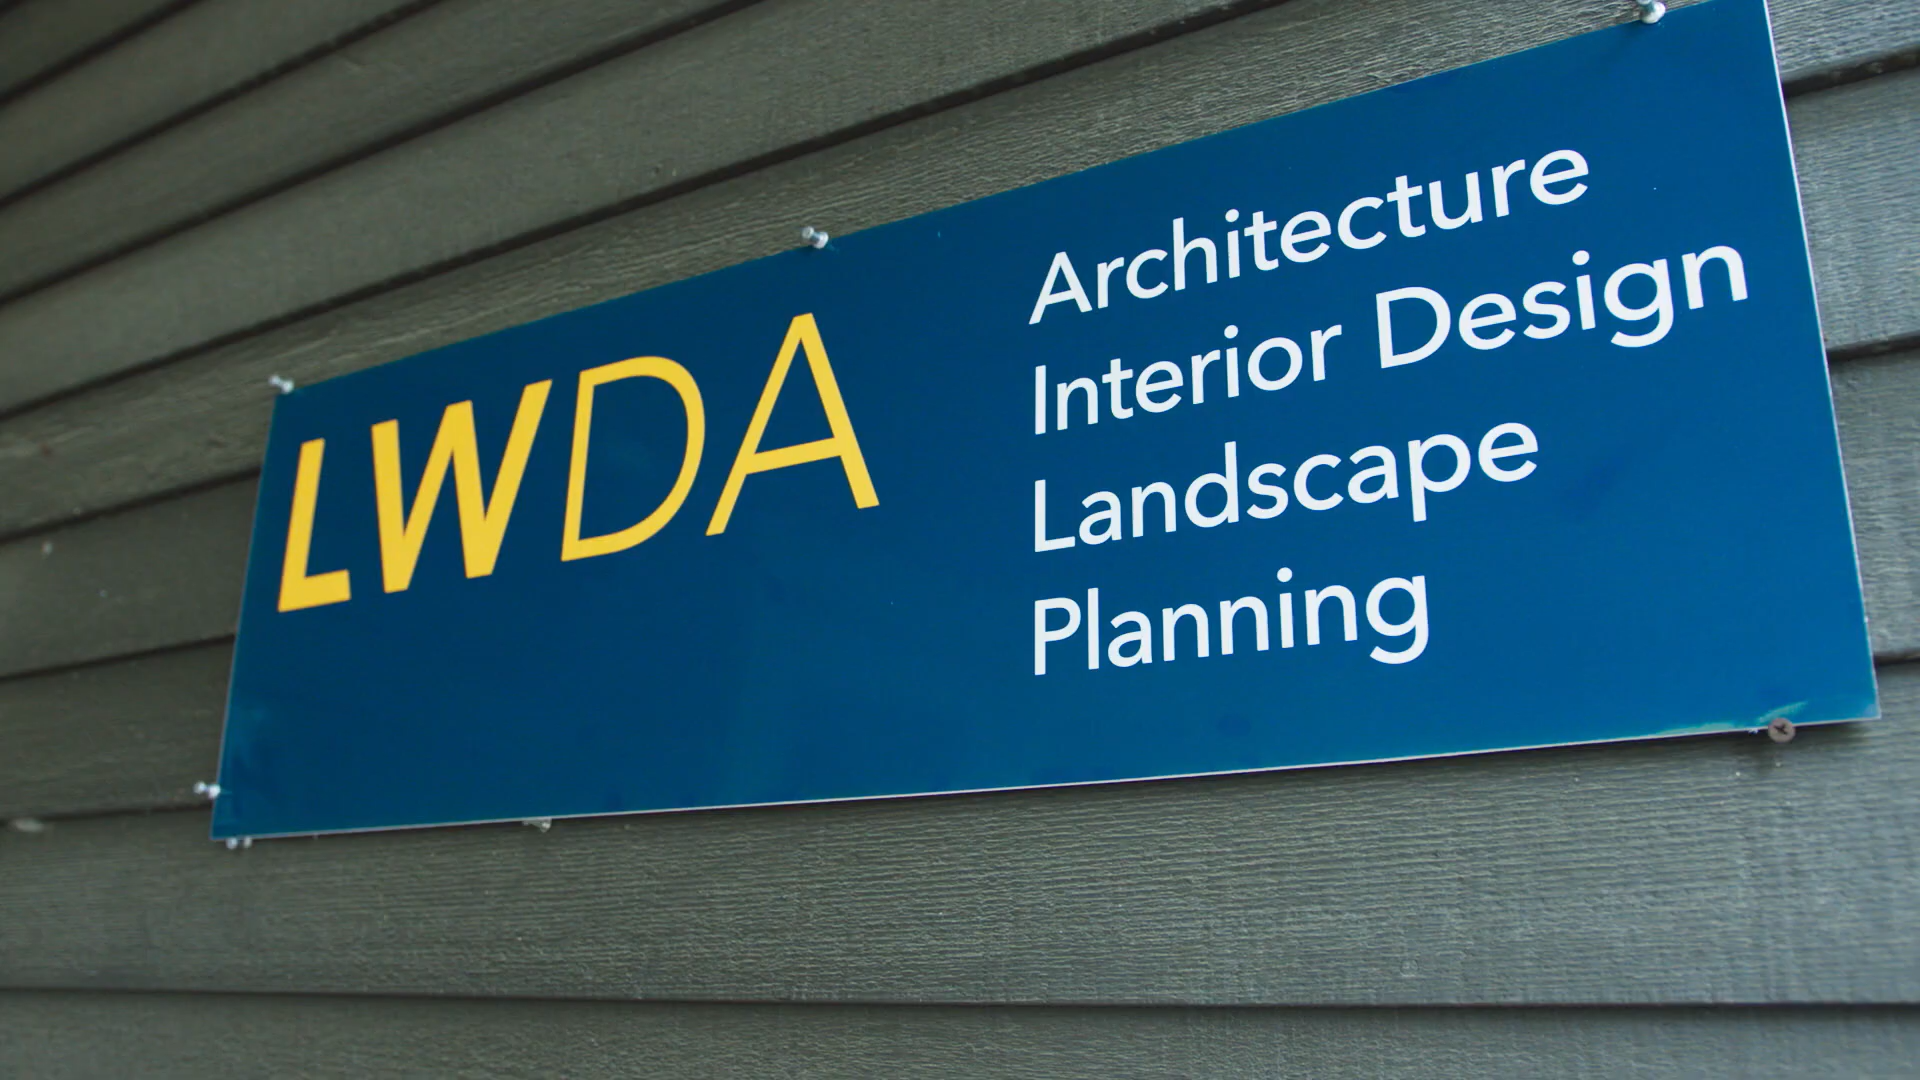 LWDA
Architecture
Interior Design
Landscape
Planning